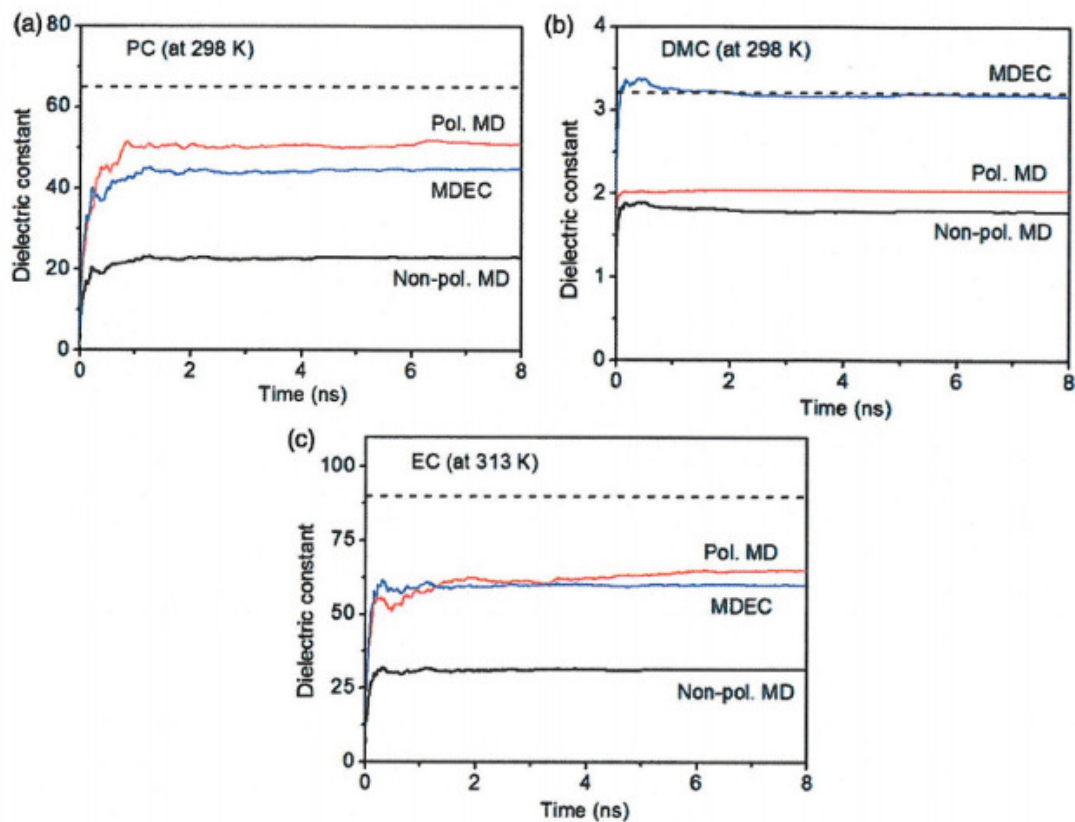 (a)
PC (at 298 K)
Dielectric constant
80
60
40
20
0
Pol. MD
MDEC
Non-pol. MD
0 2 4 6 8
Time (ns)
(b)
DMC (at 298 K)
Dielectric constant
4
3
2
1
0
MDEC
Pol. MD
Non-pol. MD
0 2 4 6 8
Time (ns)
(c)
EC (at 313 K)
Dielectric constant
100
75
50
25
0
Pol. MD
MDEC
Non-pol. MD
0 2 4 6 8
Time (ns)